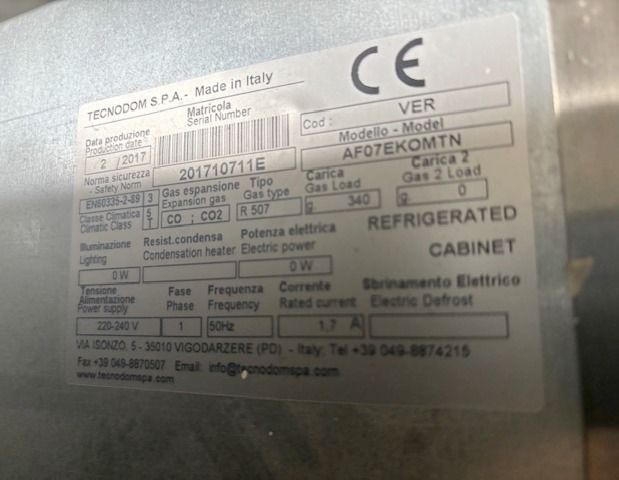 TECNODOM S.P.A.- Made in Italy
CE
Data produzione
Production date
2 / 2017
Matricola
Serial Number
201710711E
Cod : VER
Modello - Model
AF07EKOMTN
Norma sicurezza
- Safety Norm
EN60335-2-89
Classe Climatica
Climatic Class
3
5
T
Gas espansione
Expansion gas
CO ; CO2
Tipo
Gas type
R 507
Carica
Gas Load
g. 340
Carica 2
Gas 2 Load
g. 0
REFRIGERATED
CABINET
Illuminazione
Lighting
0 W
Resist.condensa
Condensation heater
Potenza elettrica
Electric power
0 W
Tensione
Alimentazione
Power supply
220-240 V
Fase
Phase
1
Frequenza
Frequency
50Hz
Corrente
Rated current
1,7 A
Sbrinamento Elettrico
Electric Defrost
VIA ISONZO, 5 - 35010 VIGODARZERE (PD) - Italy; Tel +39 049-8874215
Fax +39 049-8870507 Email: info@tecnodomspa.com
www.tecnodomspa.com